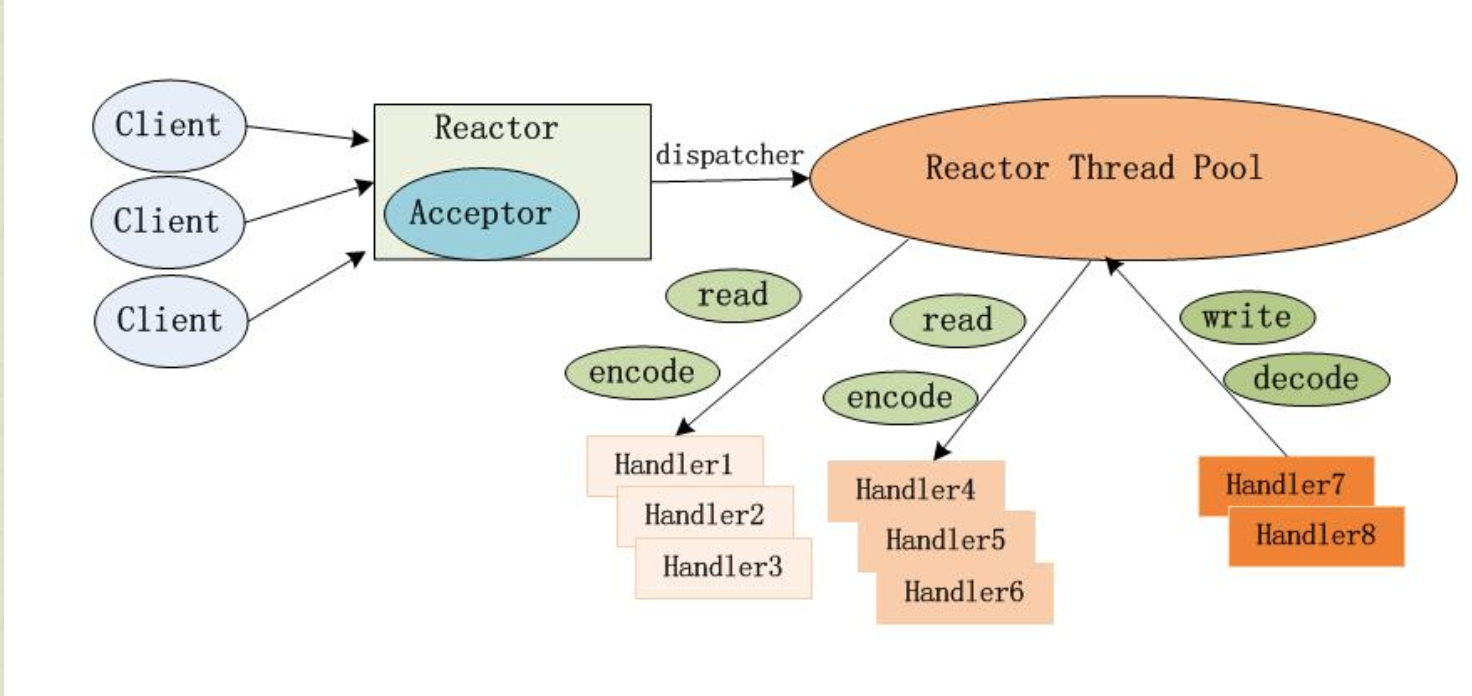 Client
Client
Client
Reactor
Acceptor
dispatcher
Reactor Thread Pool
read
encode
read
encode
write
decode
Handler1
Handler2
Handler3
Handler4
Handler5
Handler6
Handler7
Handler8